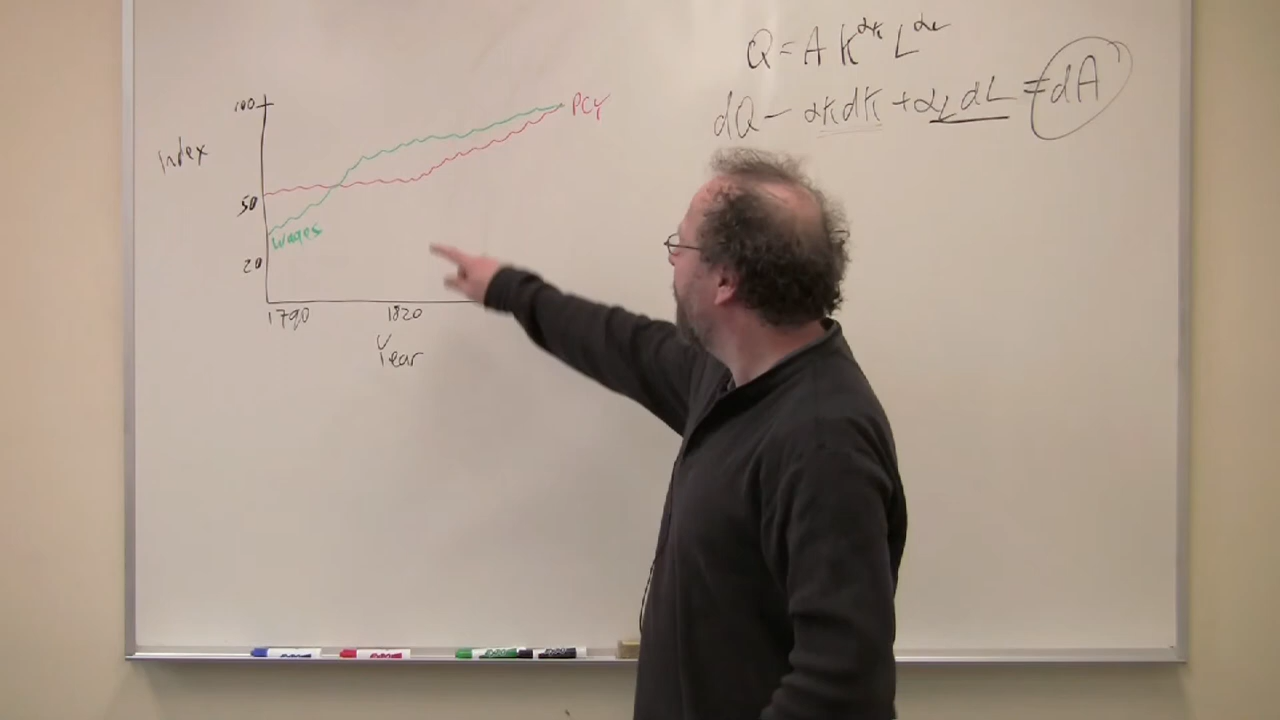 Q = A K^αK L^αL
dQ - αKdK + αLdL = dA
100
PCY
Index
50
Wages
20
1790 1820
Year